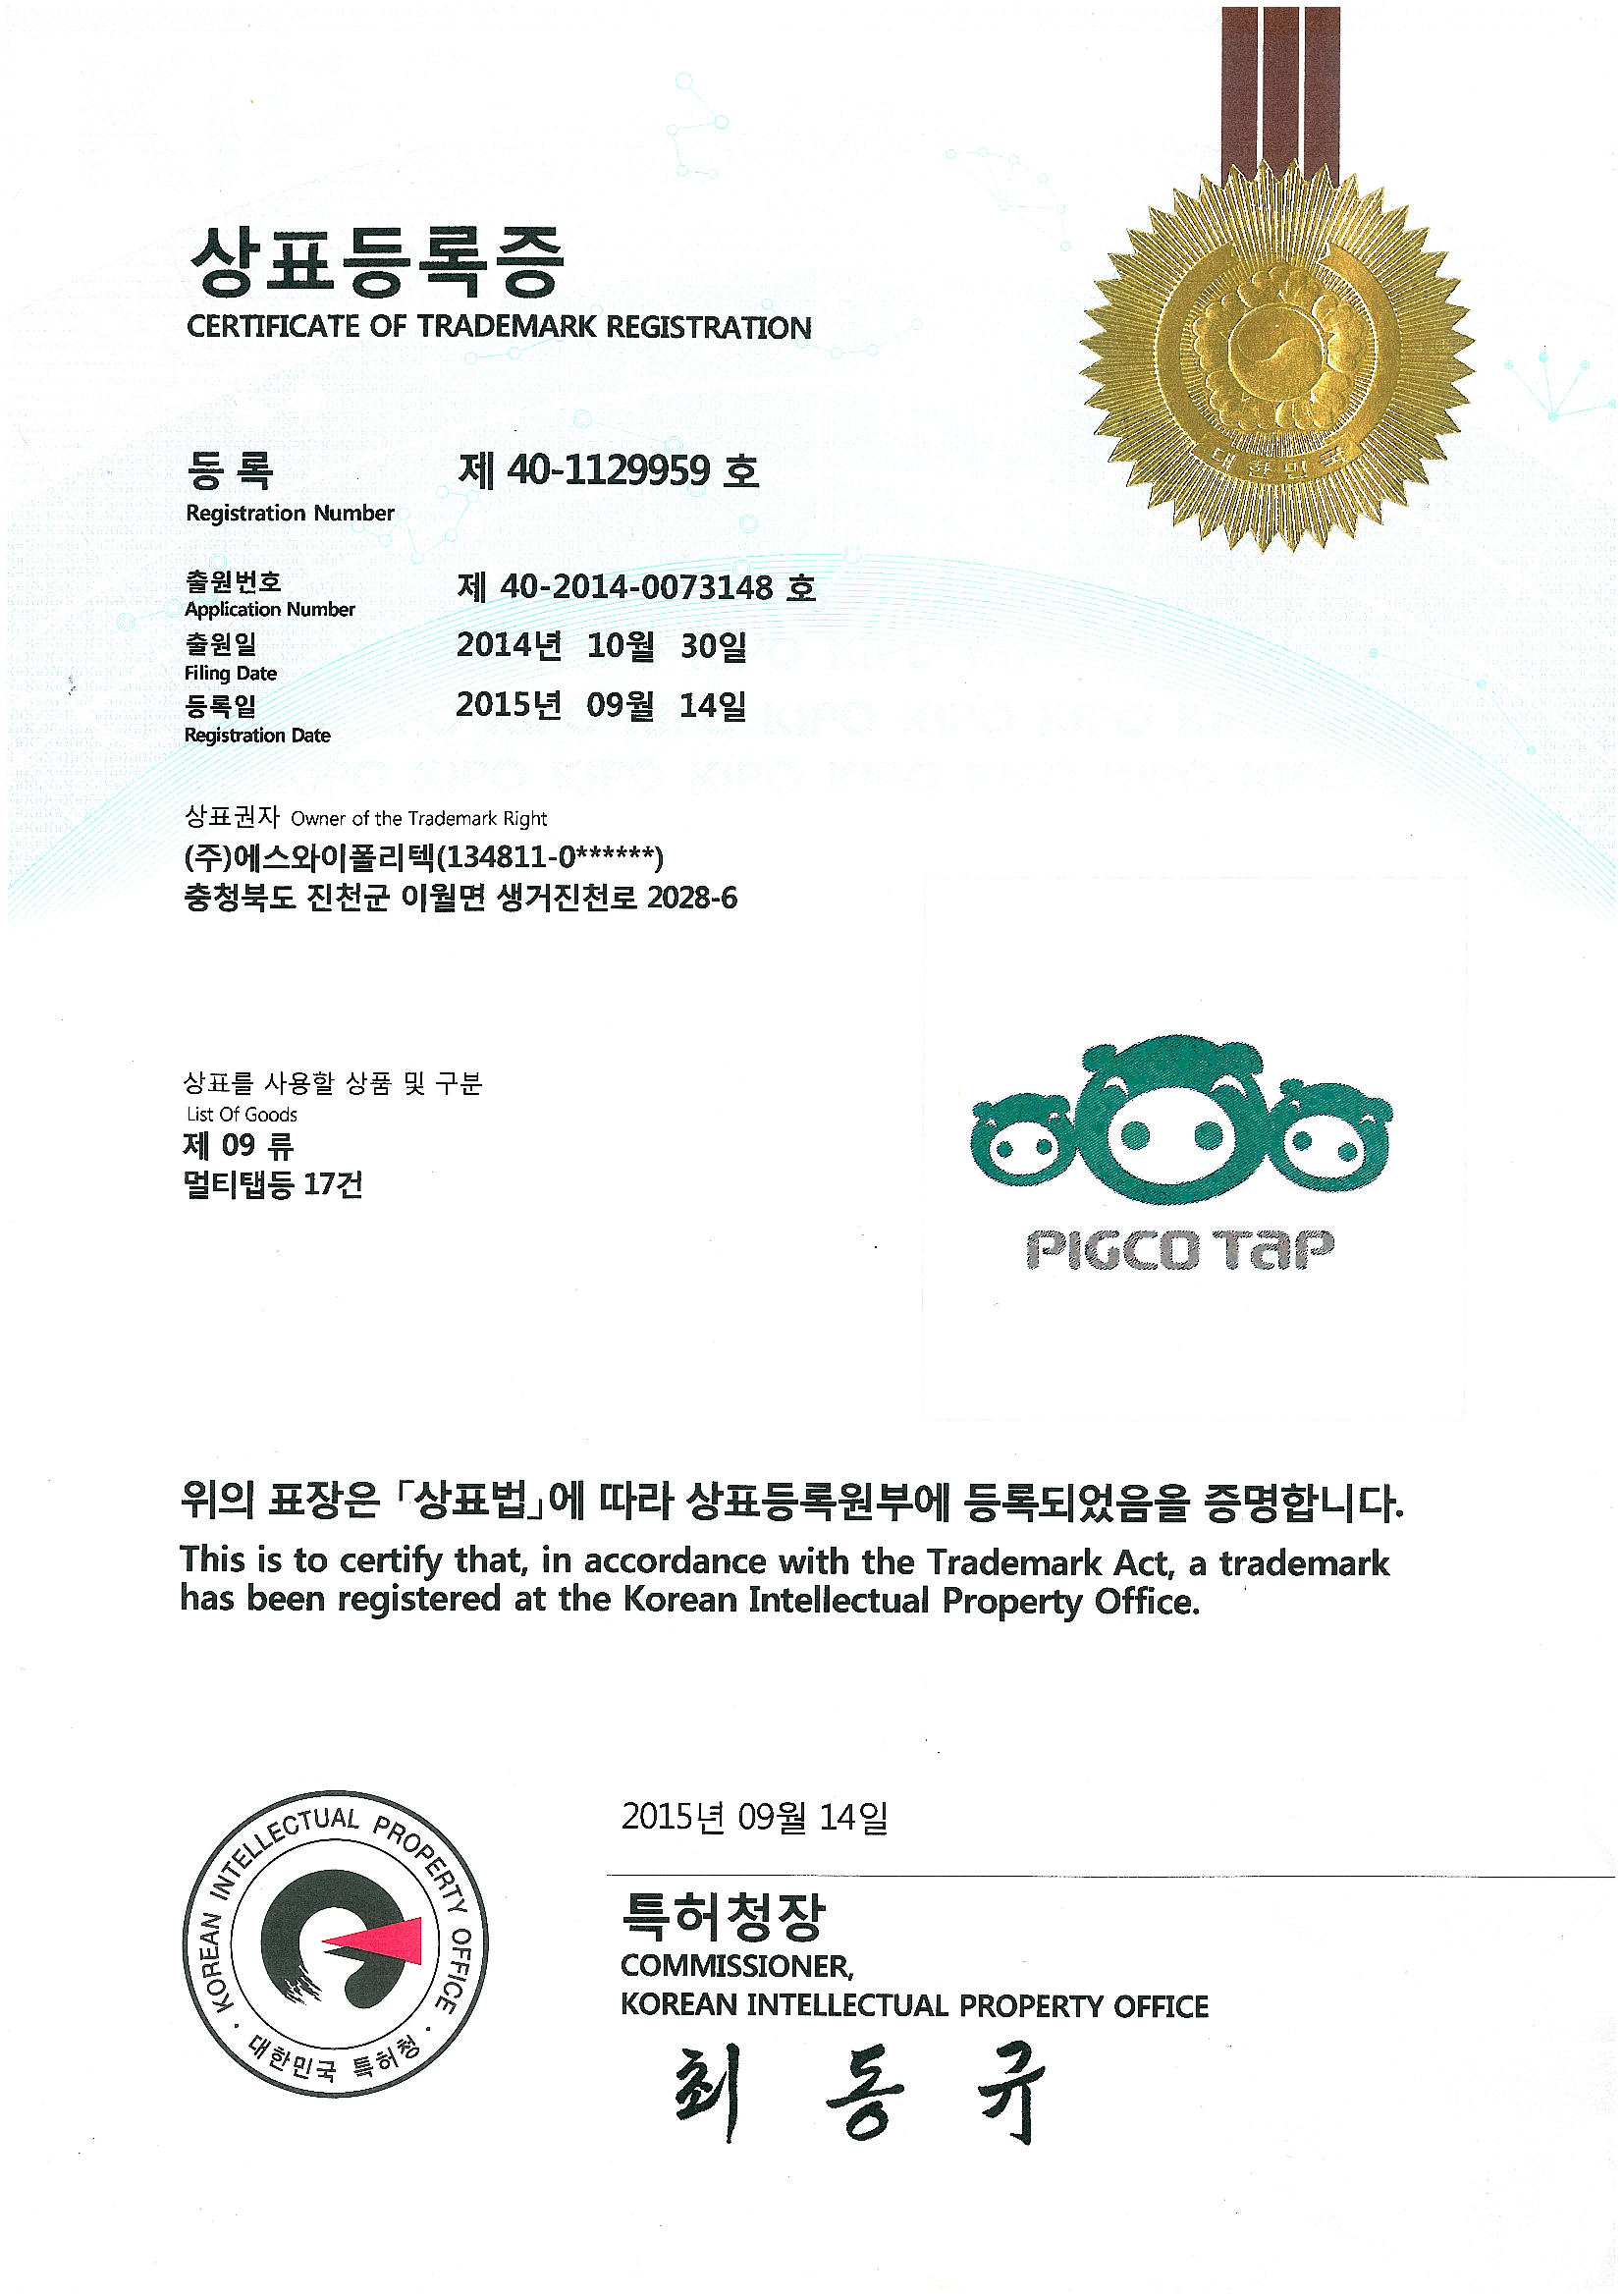 상표등록증
CERTIFICATE OF TRADEMARK REGISTRATION
등록 제 40-1129959 호
Registration Number
출원번호 제 40-2014-0073148 호
Application Number
출원일 2014년 10월 30일
Filing Date
등록일 2015년 09월 14일
Registration Date
상표권자 Owner of the Trademark Right
(주)에스와이폴리텍(134811-0******)
충청북도 진천군 이월면 생거진천로 2028-6
상표를 사용할 상품 및 구분
List Of Goods
제 09 류
멀티탭등 17건
PIGCO TaP
위의 표장은 「상표법」에 따라 상표등록원부에 등록되었음을 증명합니다.
This is to certify that, in accordance with the Trademark Act, a trademark
has been registered at the Korean Intellectual Property Office.
2015년 09월 14일
특허청장
COMMISSIONER,
KOREAN INTELLECTUAL PROPERTY OFFICE
최 동 규
KOREAN INTELLECTUAL PROPERTY OFFICE
대한민국 특허청
대한민국